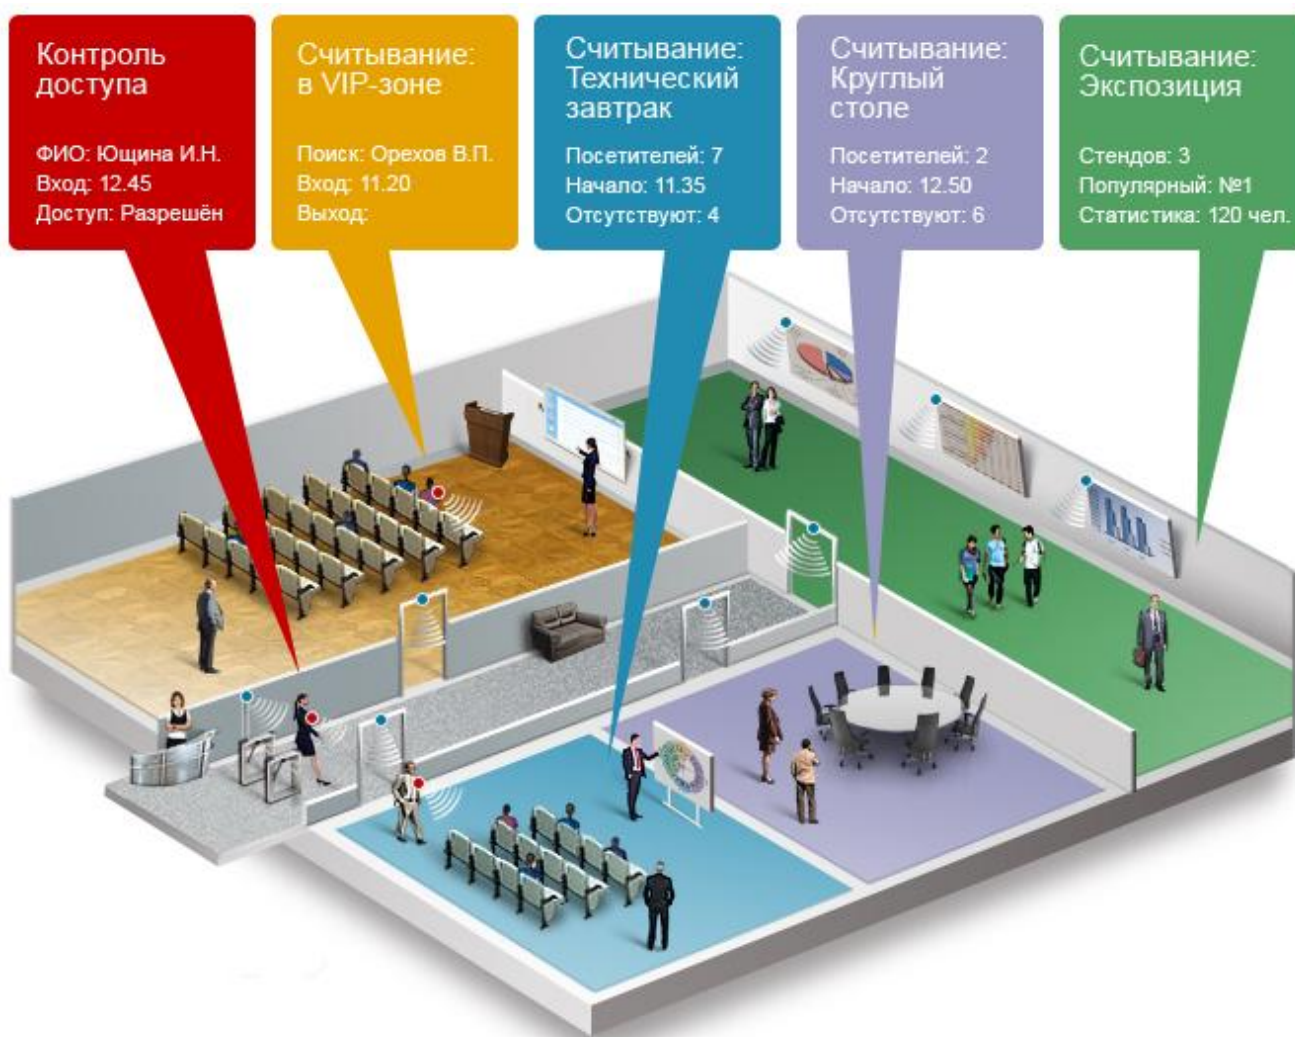 Контроль
доступа
ФИО: Ющина И.Н.
Вход: 12.45
Доступ: Разрешён
Считывание:
в VIP-зоне
Поиск: Орехов В.П.
Вход: 11.20
Выход:
Считывание:
Технический
завтрак
Посетителей: 7
Начало: 11.35
Отсутствуют: 4
Считывание:
Круглый
столе
Посетителей: 2
Начало: 12.50
Отсутствуют: 6
Считывание:
Экспозиция
Стендов: 3
Популярный: №1
Статистика: 120 чел.